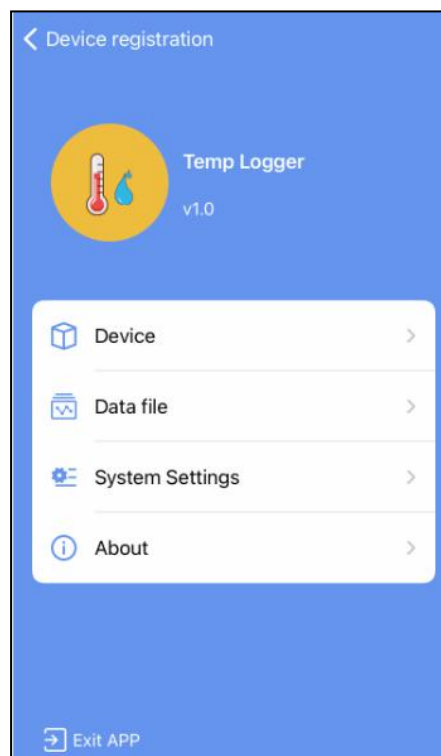 Device registration
Temp Logger
v1.0
Device
Data file
System Settings
About
Exit APP